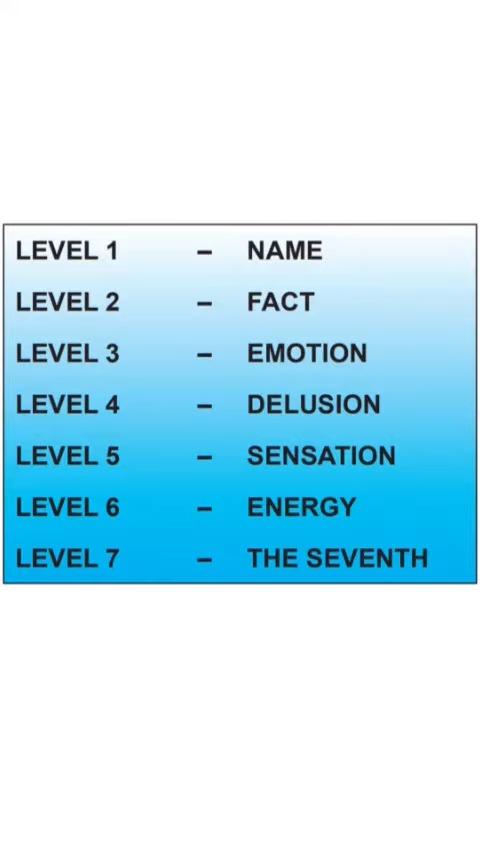 LEVEL 1 – NAME
LEVEL 2 – FACT
LEVEL 3 – EMOTION
LEVEL 4 – DELUSION
LEVEL 5 – SENSATION
LEVEL 6 – ENERGY
LEVEL 7 – THE SEVENTH